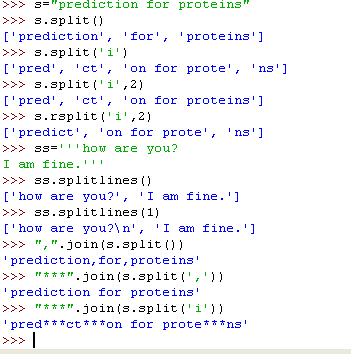 >>> s="prediction for proteins"
>>> s.split()
['prediction', 'for', 'proteins']
>>> s.split('i')
['pred', 'ct', 'on for prote', 'ns']
>>> s.split('i',2)
['pred', 'ct', 'on for proteins']
>>> s.rsplit('i',2)
['predict', 'on for prote', 'ns']
>>> ss='''how are you?
I am fine.'''
>>> ss.splitlines()
['how are you?', 'I am fine.']
>>> ss.splitlines(1)
['how are you?\n', 'I am fine.']
>>> ",".join(s.split())
'prediction,for,proteins'
>>> "***".join(s.split(','))
'prediction for proteins'
>>> "***".join(s.split('i'))
'pred***ct***on for prote***ns'
>>>